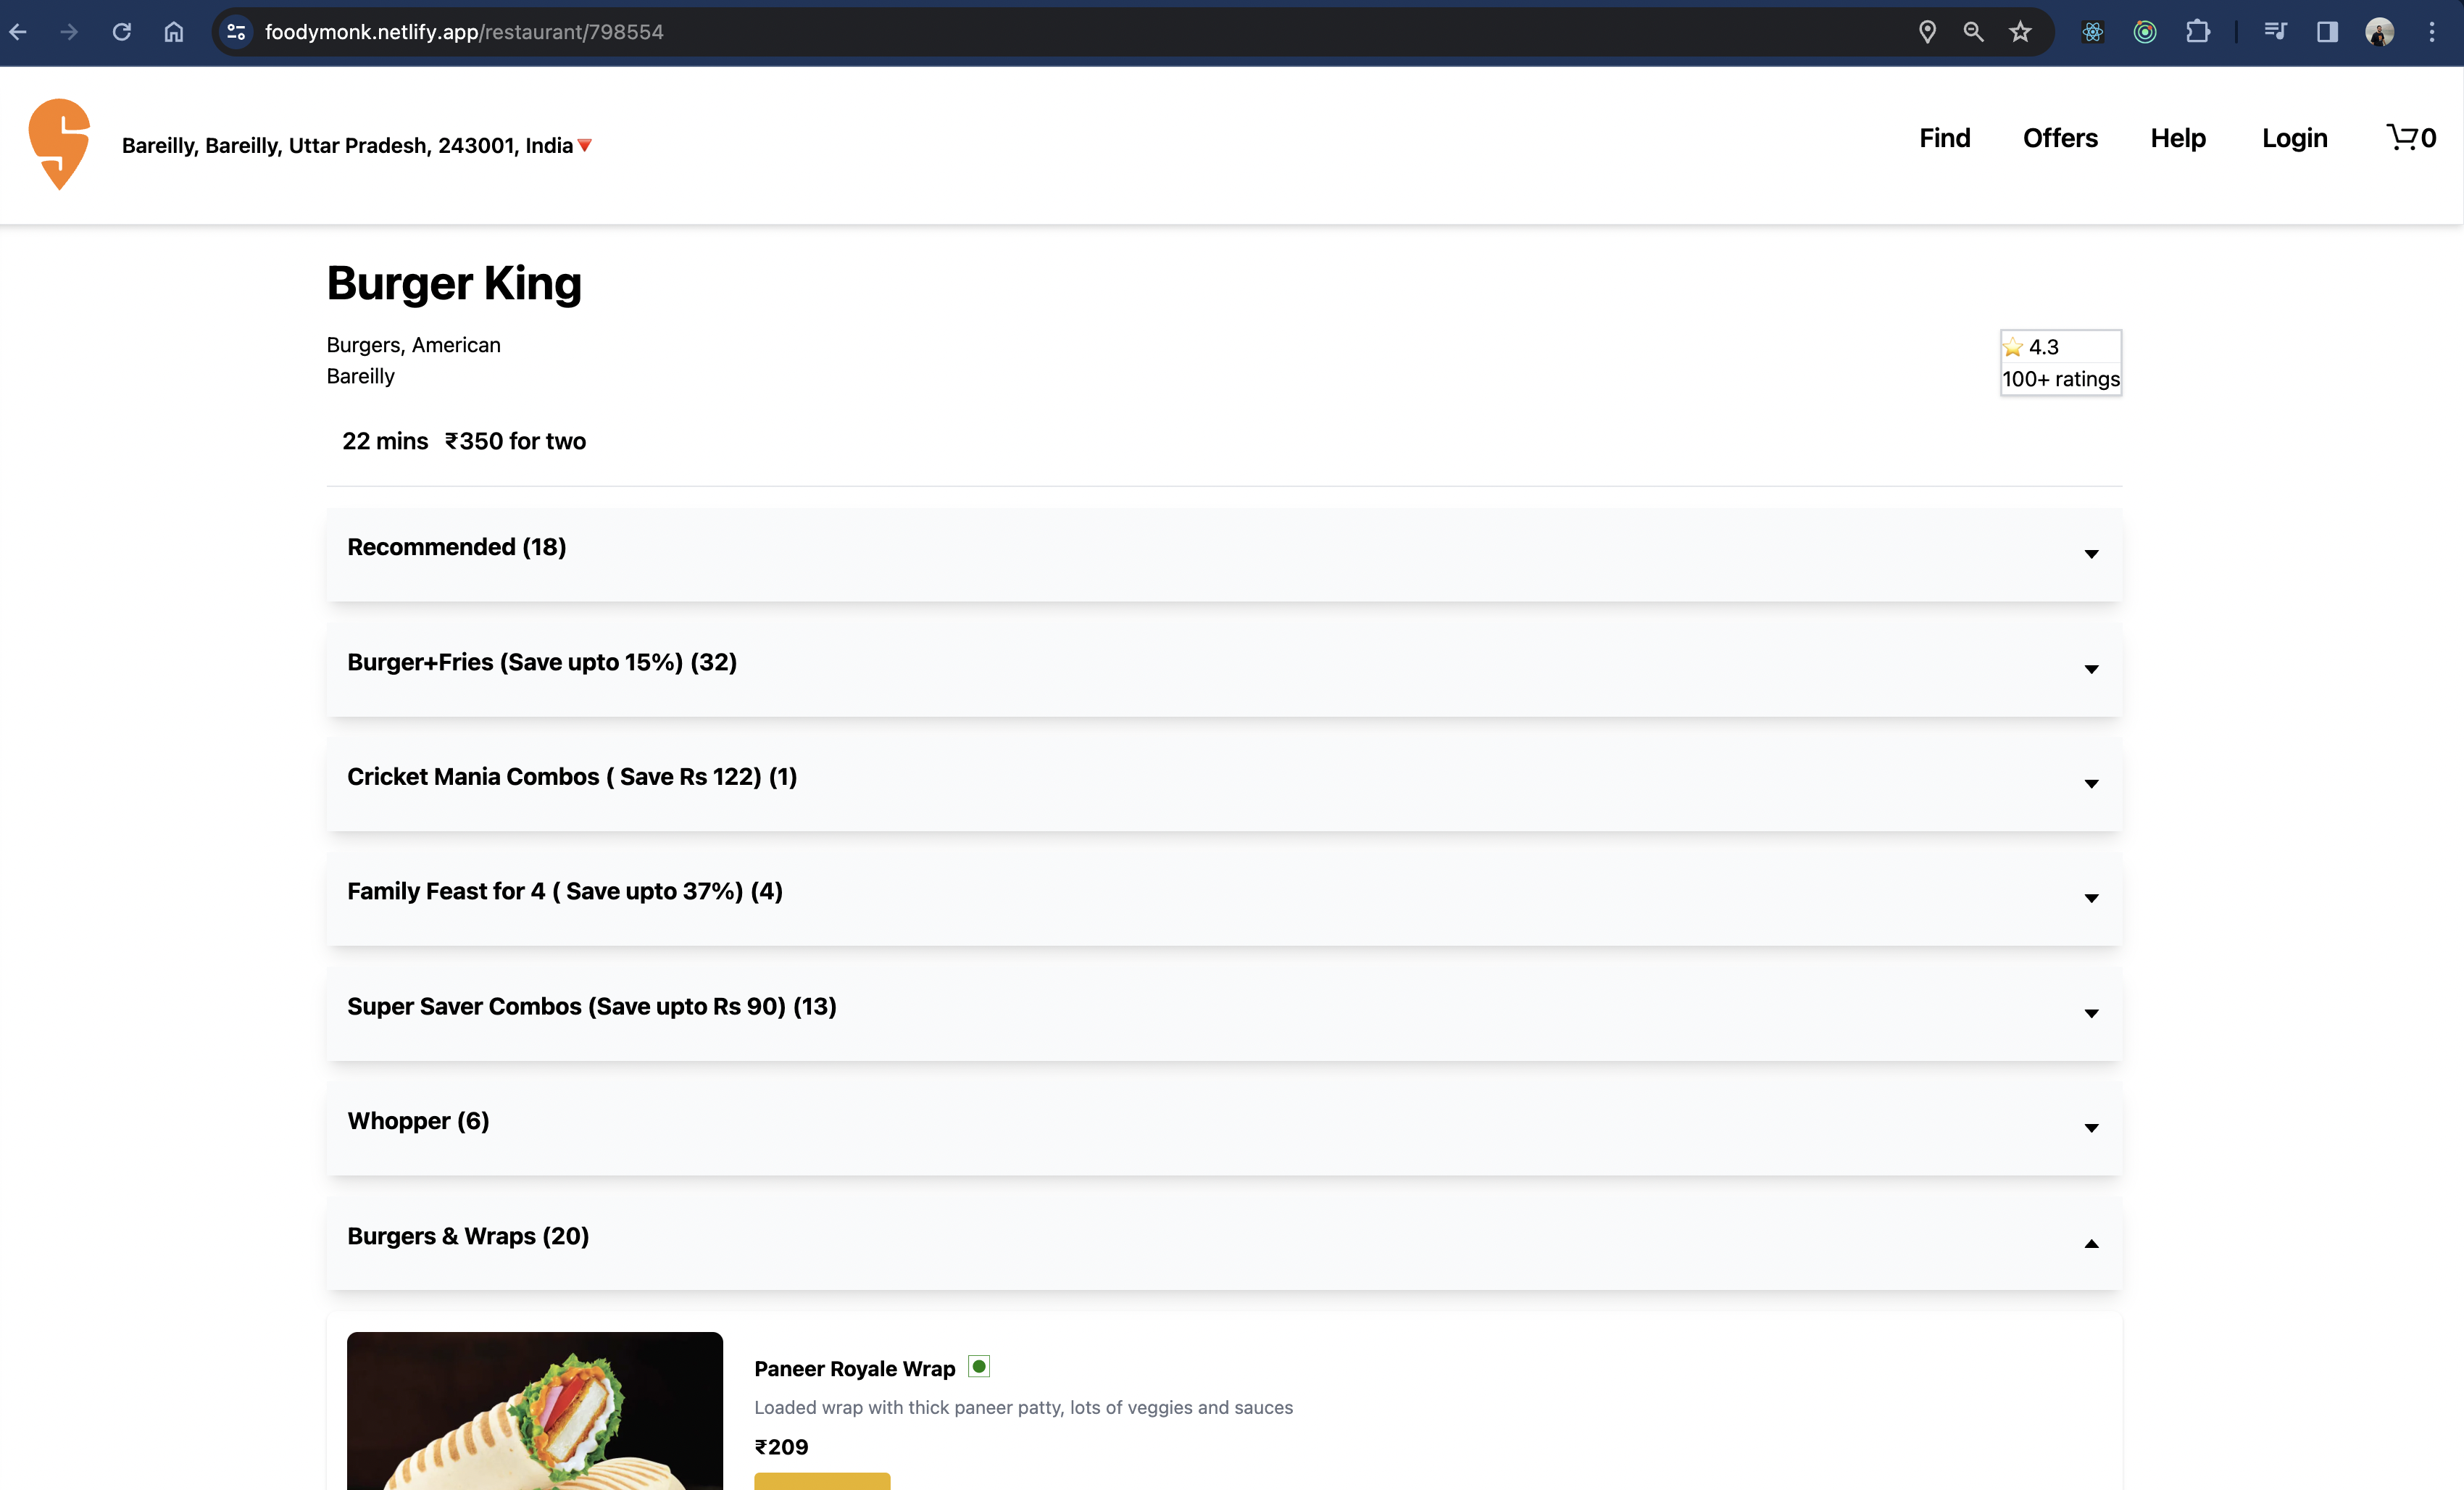 foodymonk.netlify.app/restaurant/798554
Bareilly, Bareilly, Uttar Pradesh, 243001, India
Find Offers Help Login 0
Burger King
Burgers, American
Bareilly
4.3
100+ ratings
22 mins ₹350 for two
Recommended (18)
Burger+Fries (Save upto 15%) (32)
Cricket Mania Combos ( Save Rs 122) (1)
Family Feast for 4 ( Save upto 37%) (4)
Super Saver Combos (Save upto Rs 90) (13)
Whopper (6)
Burgers & Wraps (20)
Paneer Royale Wrap
Loaded wrap with thick paneer patty, lots of veggies and sauces
₹209